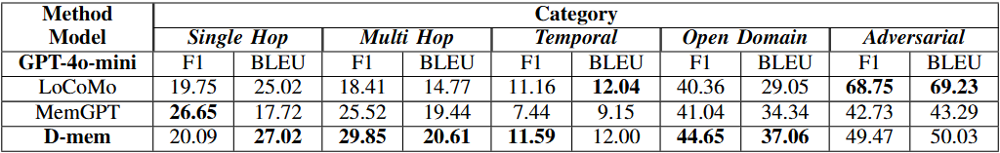 Method Category
Model Single Hop Multi Hop Temporal Open Domain Adversarial
GPT-4o-mini F1 BLEU F1 BLEU F1 BLEU F1 BLEU F1 BLEU
LoCoMo 19.75 25.02 18.41 14.77 11.16 12.04 40.36 29.05 68.75 69.23
MemGPT 26.65 17.72 25.52 19.44 7.44 9.15 41.04 34.34 42.73 43.29
D-mem 20.09 27.02 29.85 20.61 11.59 12.00 44.65 37.06 49.47 50.03